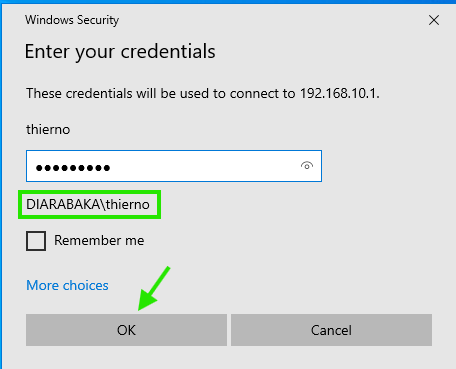 Windows Security
Enter your credentials
These credentials will be used to connect to 192.168.10.1.
thierno
●●●●●●●●●
DIARABAKA\thierno
Remember me
More choices
OK
Cancel